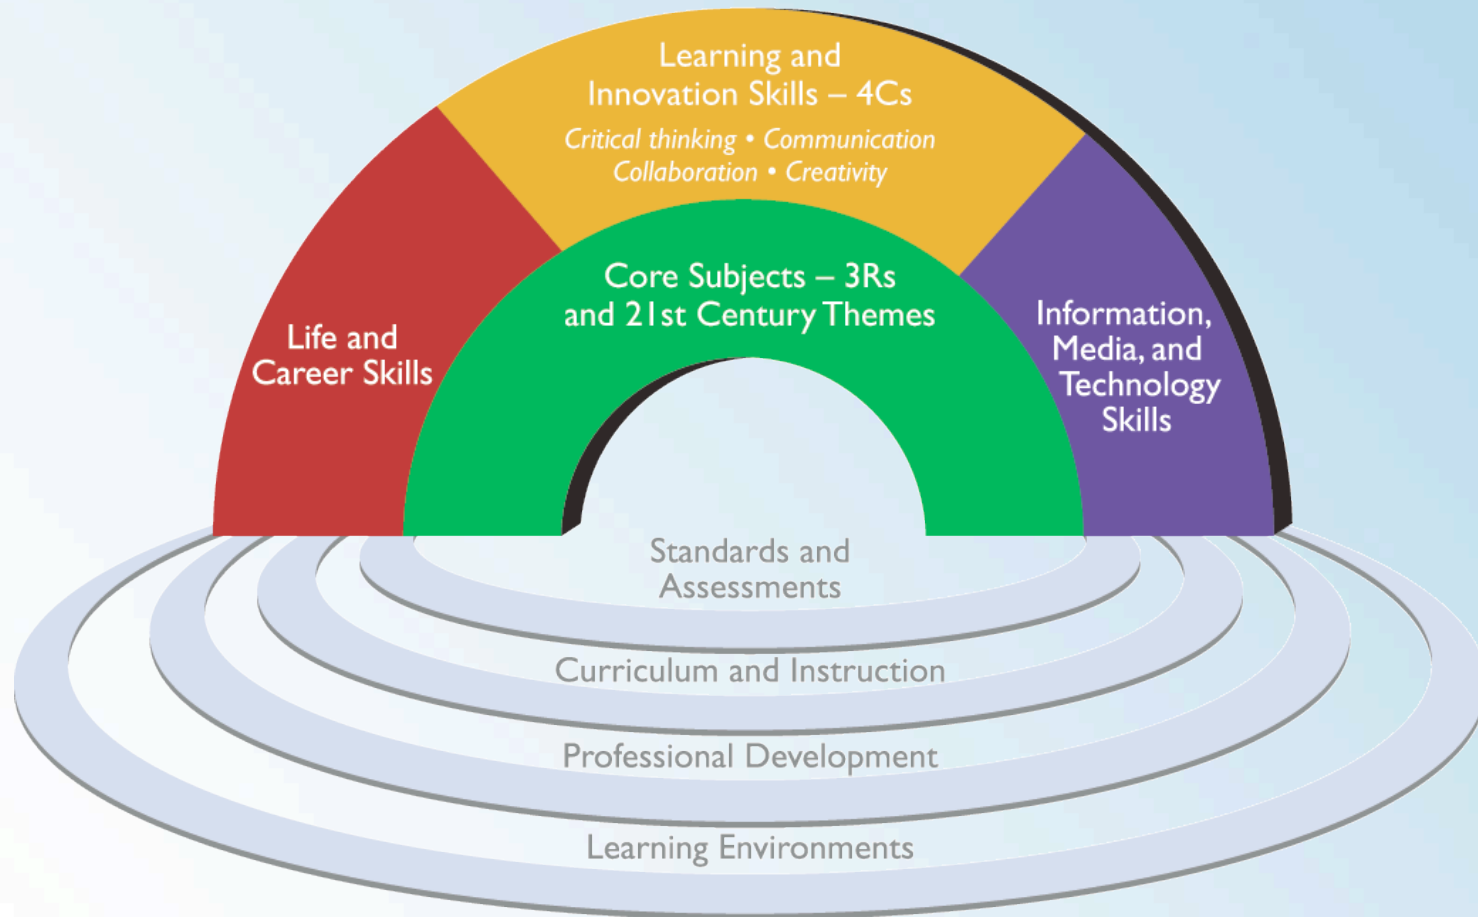 Learning and
Innovation Skills – 4Cs
Critical thinking • Communication
Collaboration • Creativity
Core Subjects – 3Rs
and 21st Century Themes
Life and
Career Skills
Information,
Media, and
Technology
Skills
Standards and
Assessments
Curriculum and Instruction
Professional Development
Learning Environments